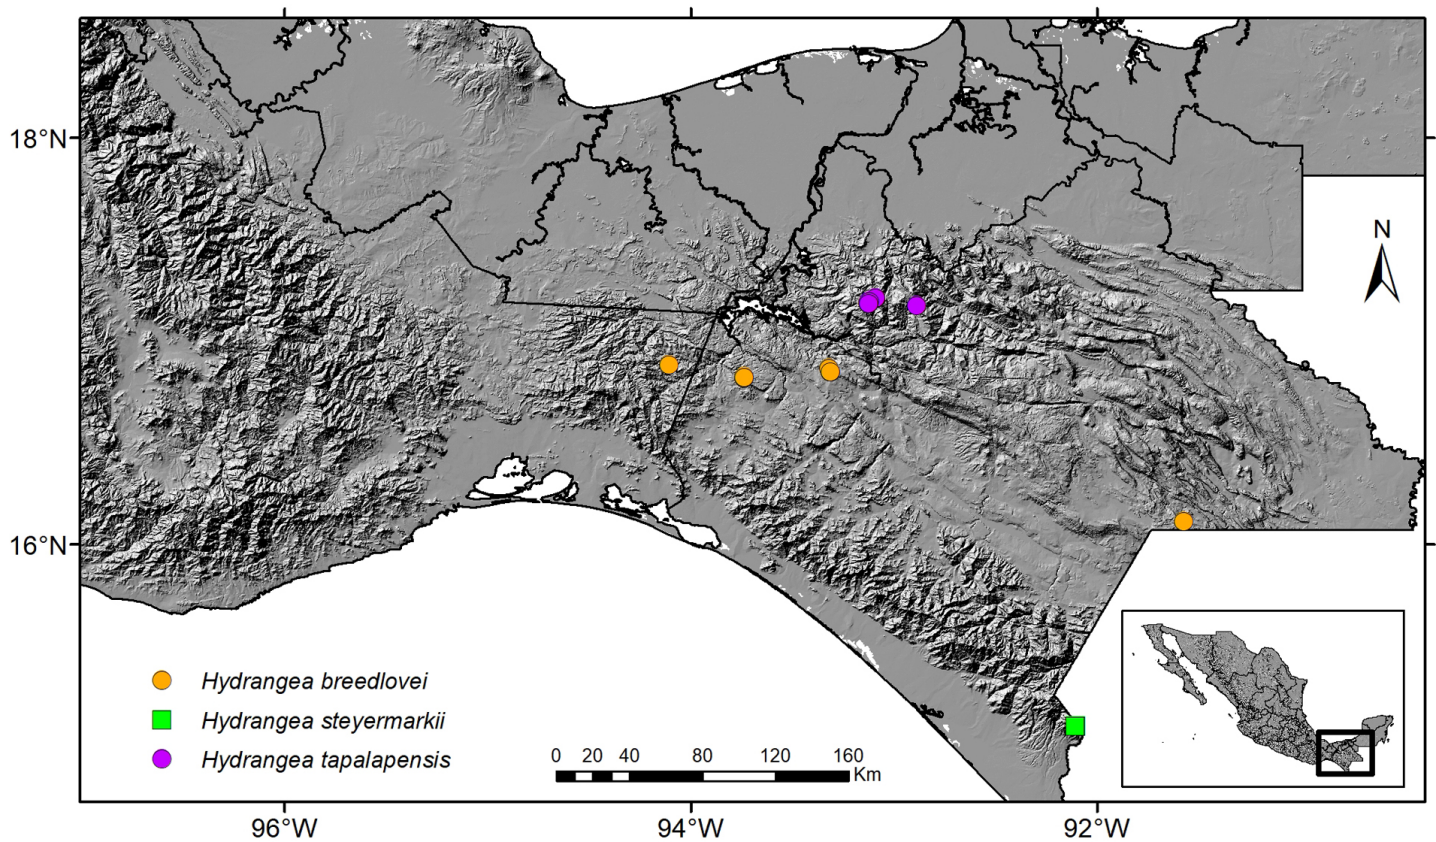 18°N
N
16°N
Hydrangea breedlovei
Hydrangea steyermarkii
Hydrangea tapalapensis
0 20 40 80 120 160
Km
96°W 94°W 92°W